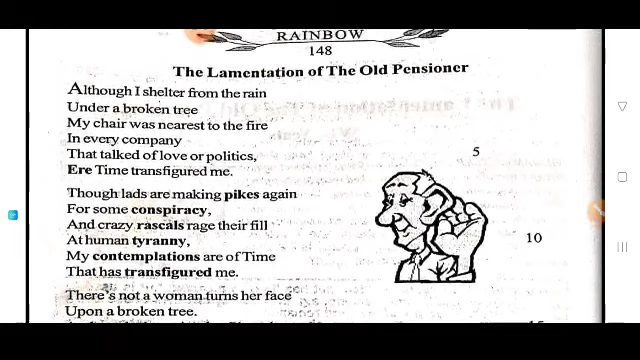 RAINBOW
148
The Lamentation of The Old Pensioner
Although I shelter from the rain
Under a broken tree
My chair was nearest to the fire
In every company
That talked of love or politics,
5
Ere Time transfigured me.
Though lads are making pikes again
For some conspiracy,
And crazy rascals rage their fill
At human tyranny,
10
My contemplations are of Time
That has transfigured me.
There's not a woman turns her face
Upon a broken tree.